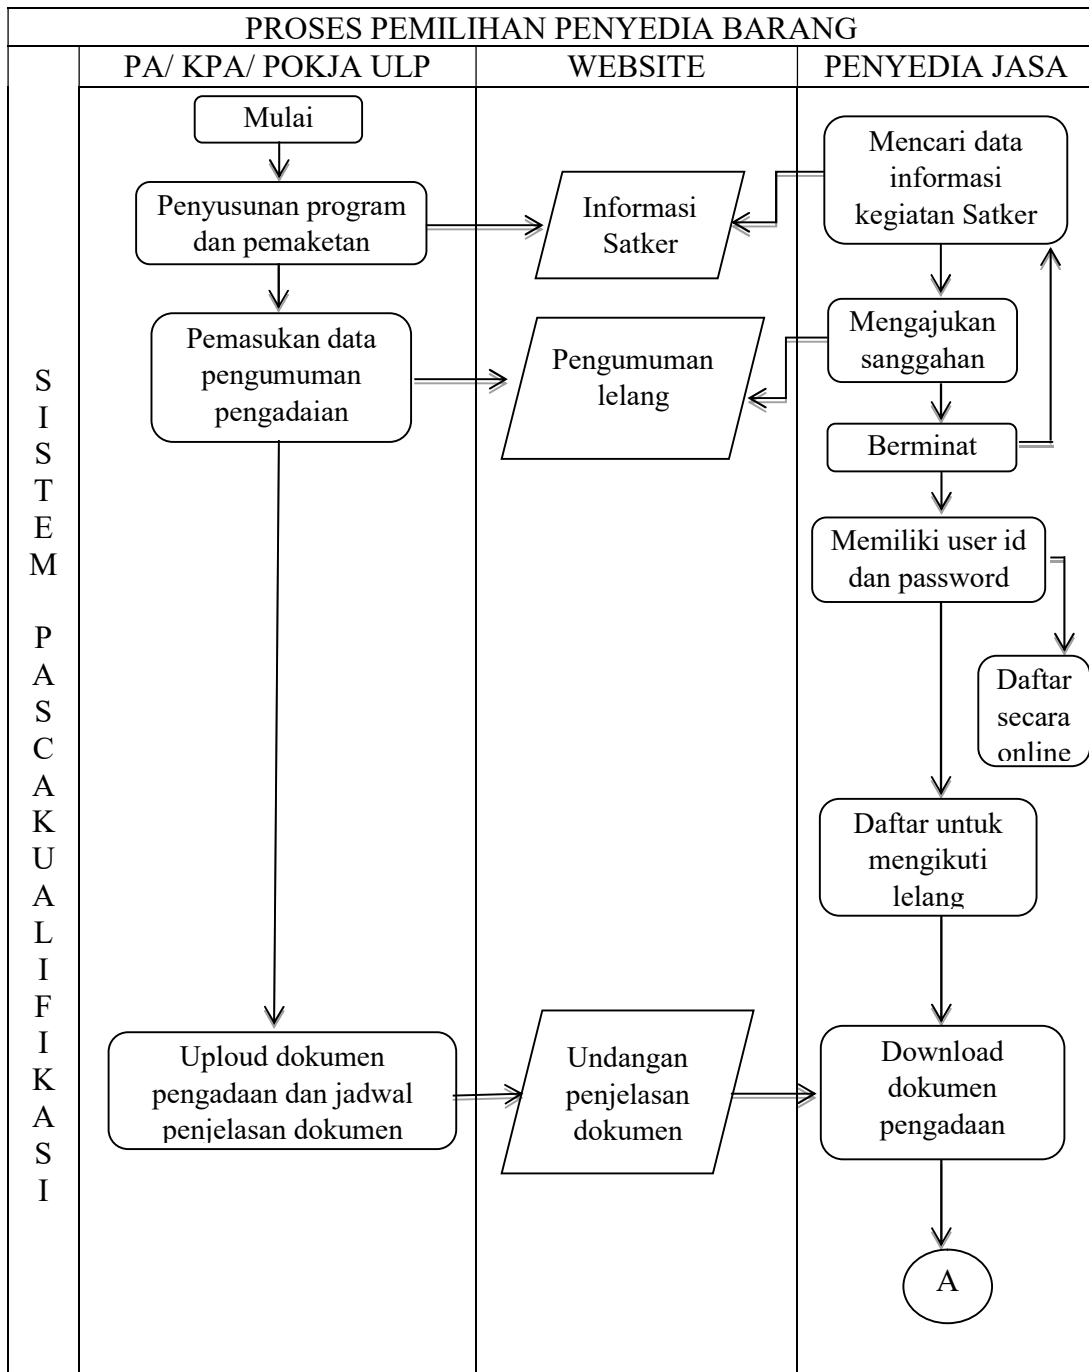 PROSES PEMILIHAN PENYEDIA BARANG
PA/ KPA/ POKJA ULP
WEBSITE
PENYEDIA JASA
S
I
S
T
E
M
P
A
S
C
A
K
U
A
L
I
F
I
K
A
S
I
Mulai
Penyusunan program
dan pemaketan
Pemasukan data
pengumuman
pengadaian
Uploud dokumen
pengadaan dan jadwal
penjelasan dokumen
Informasi
Satker
Pengumuman
lelang
Undangan
penjelasan
dokumen
Mencari data
informasi
kegiatan Satker
Mengajukan
sanggahan
Berminat
Memiliki user id
dan password
Daftar
secara
online
Daftar untuk
mengikuti
lelang
Download
dokumen
pengadaan
A